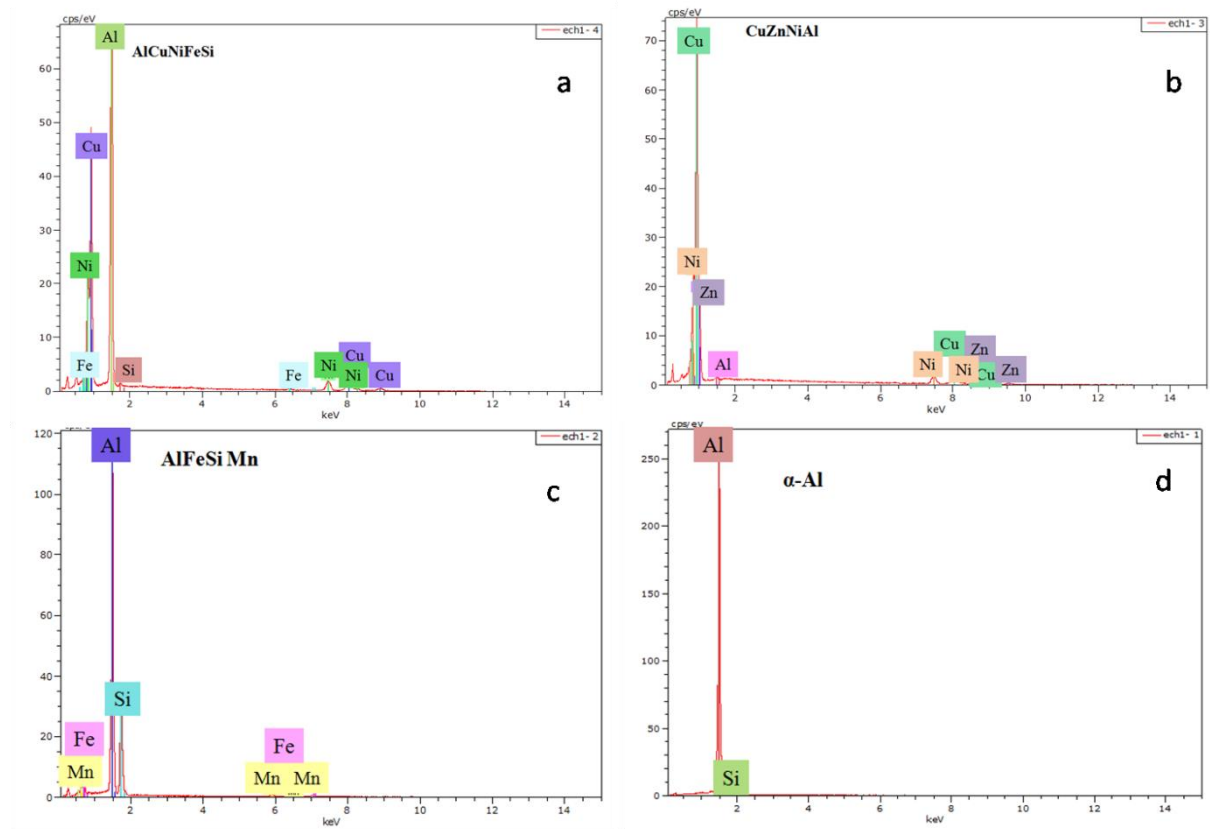 cps/eV
ech1- 4
Al
AlCuNiFeSi
a
60
50
Cu
40
30
Ni
20
10
Fe
Si
Fe
Ni
Cu
Ni
Cu
0
2
4
6
8
10
12
14
keV
cps/eV
ech1- 3
Cu
CuZnNiAl
b
70
60
50
40
30
Ni
Zn
20
10
Al
Cu
Zn
Ni
Ni
Cu
Zn
0
2
4
6
8
10
12
14
keV
120
ech1- 2
Al
AlFeSi Mn
c
100
80
60
40
Si
20
Fe
Mn
Fe
Mn
Mn
0
2
4
6
8
10
12
14
keV
cps/eV
ech1- 1
Al
α-Al
d
250
200
150
100
50
Si
0
2
4
6
8
10
12
14
keV